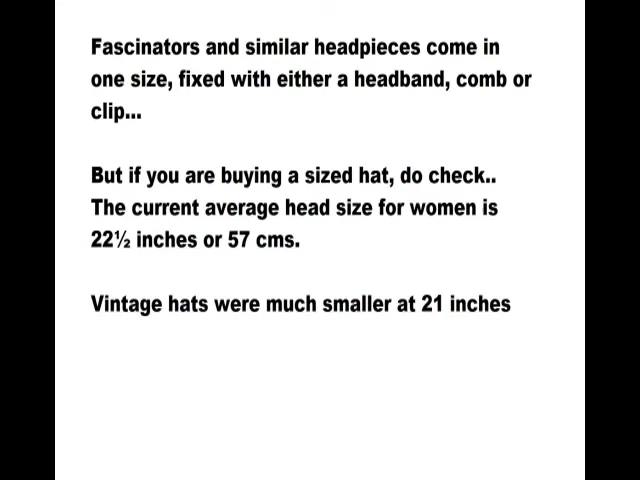 Fascinators and similar headpieces come in
one size, fixed with either a headband, comb or
clip...
But if you are buying a sized hat, do check..
The current average head size for women is
22½ inches or 57 cms.
Vintage hats were much smaller at 21 inches